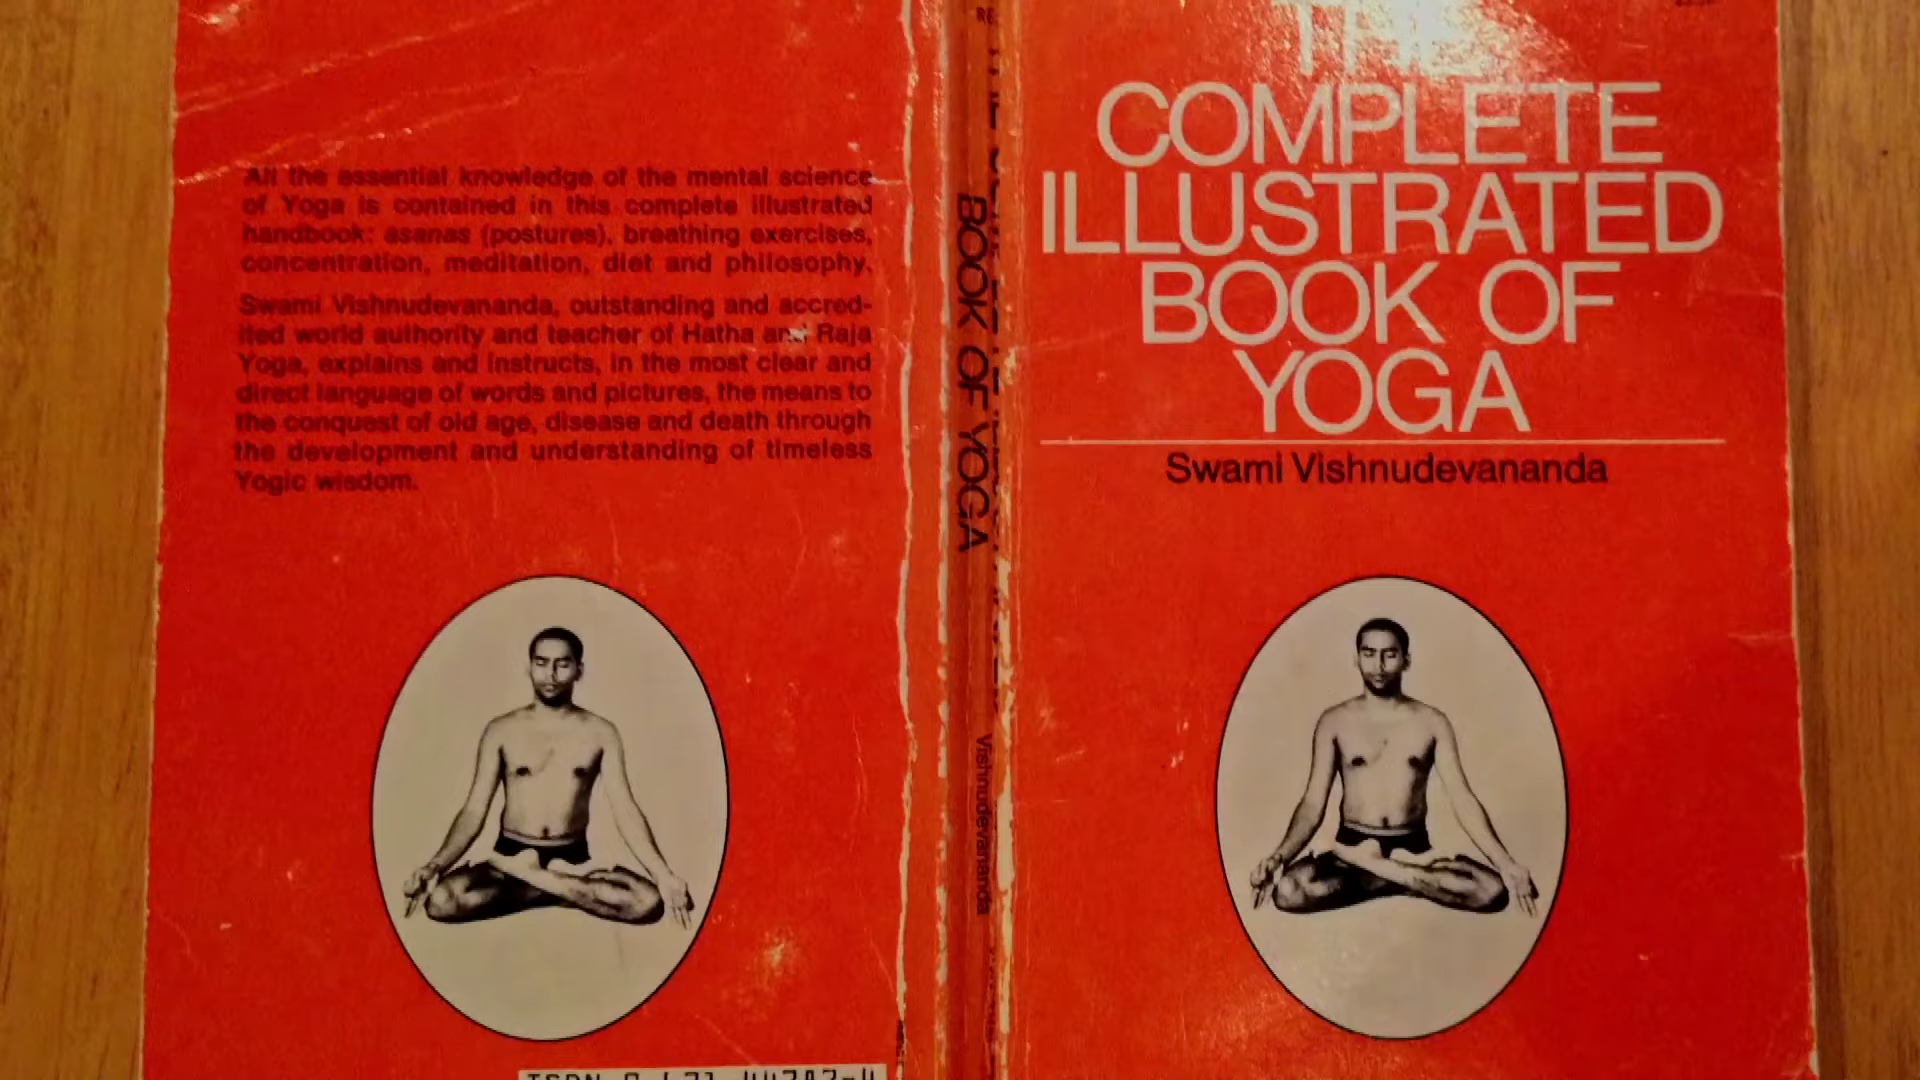 All the essential knowledge of the mental science
of Yoga is contained in this complete illustrated
handbook: asanas (postures), breathing exercises,
concentration, meditation, diet and philosophy.
Swami Vishnudevananda, outstanding and accred-
ited world authority and teacher of Hatha and Raja
Yoga, explains and instructs, in the most clear and
direct language of words and pictures, the means to
the conquest of old age, disease and death through
the development and understanding of timeless
Yogic wisdom.
BOOK OF YOGA
Vishnudevananda
THE
COMPLETE
ILLUSTRATED
BOOK OF
YOGA
Swami Vishnudevananda